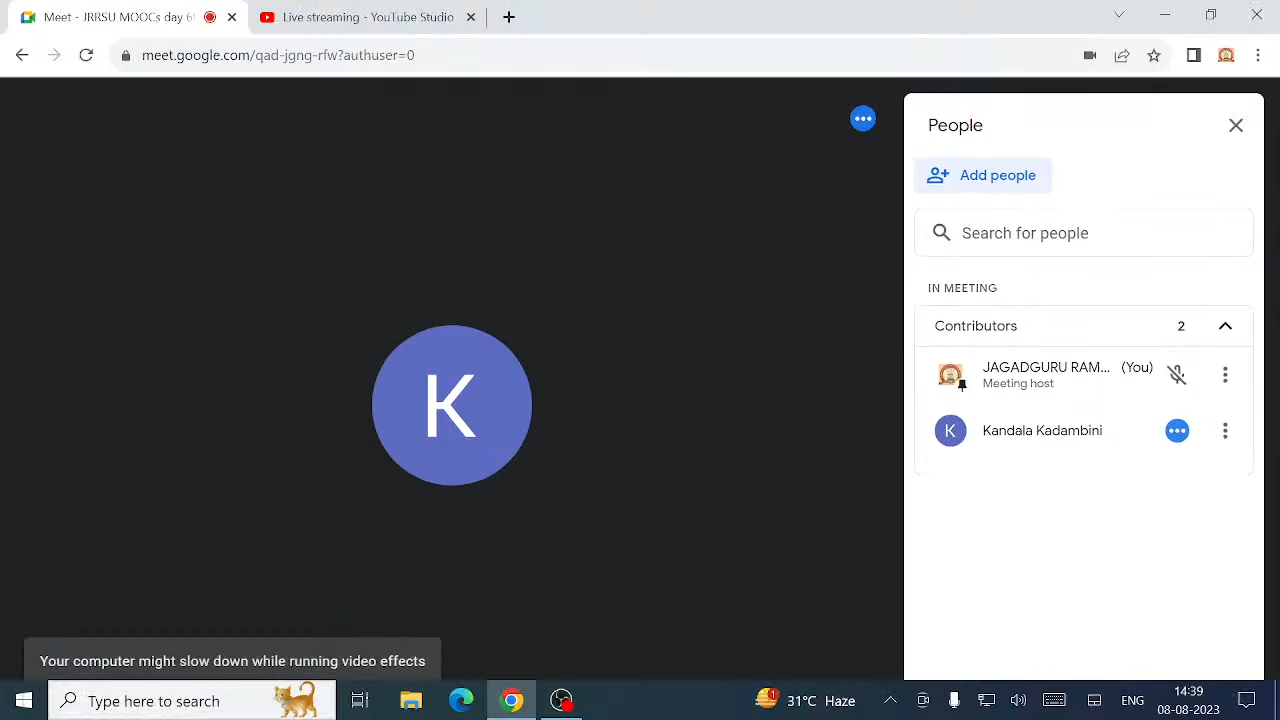 Meet - JRRSU MOOCs day 6
Live streaming - YouTube Studio
meet.google.com/qad-jgng-rfw?authuser=0
People
Add people
Search for people
IN MEETING
Contributors 2
JAGADGURU RAM... (You)
Meeting host
K Kandala Kadambini
K
Your computer might slow down while running video effects
Type here to search
1 31°C Haze
ENG
14:39
08-08-2023